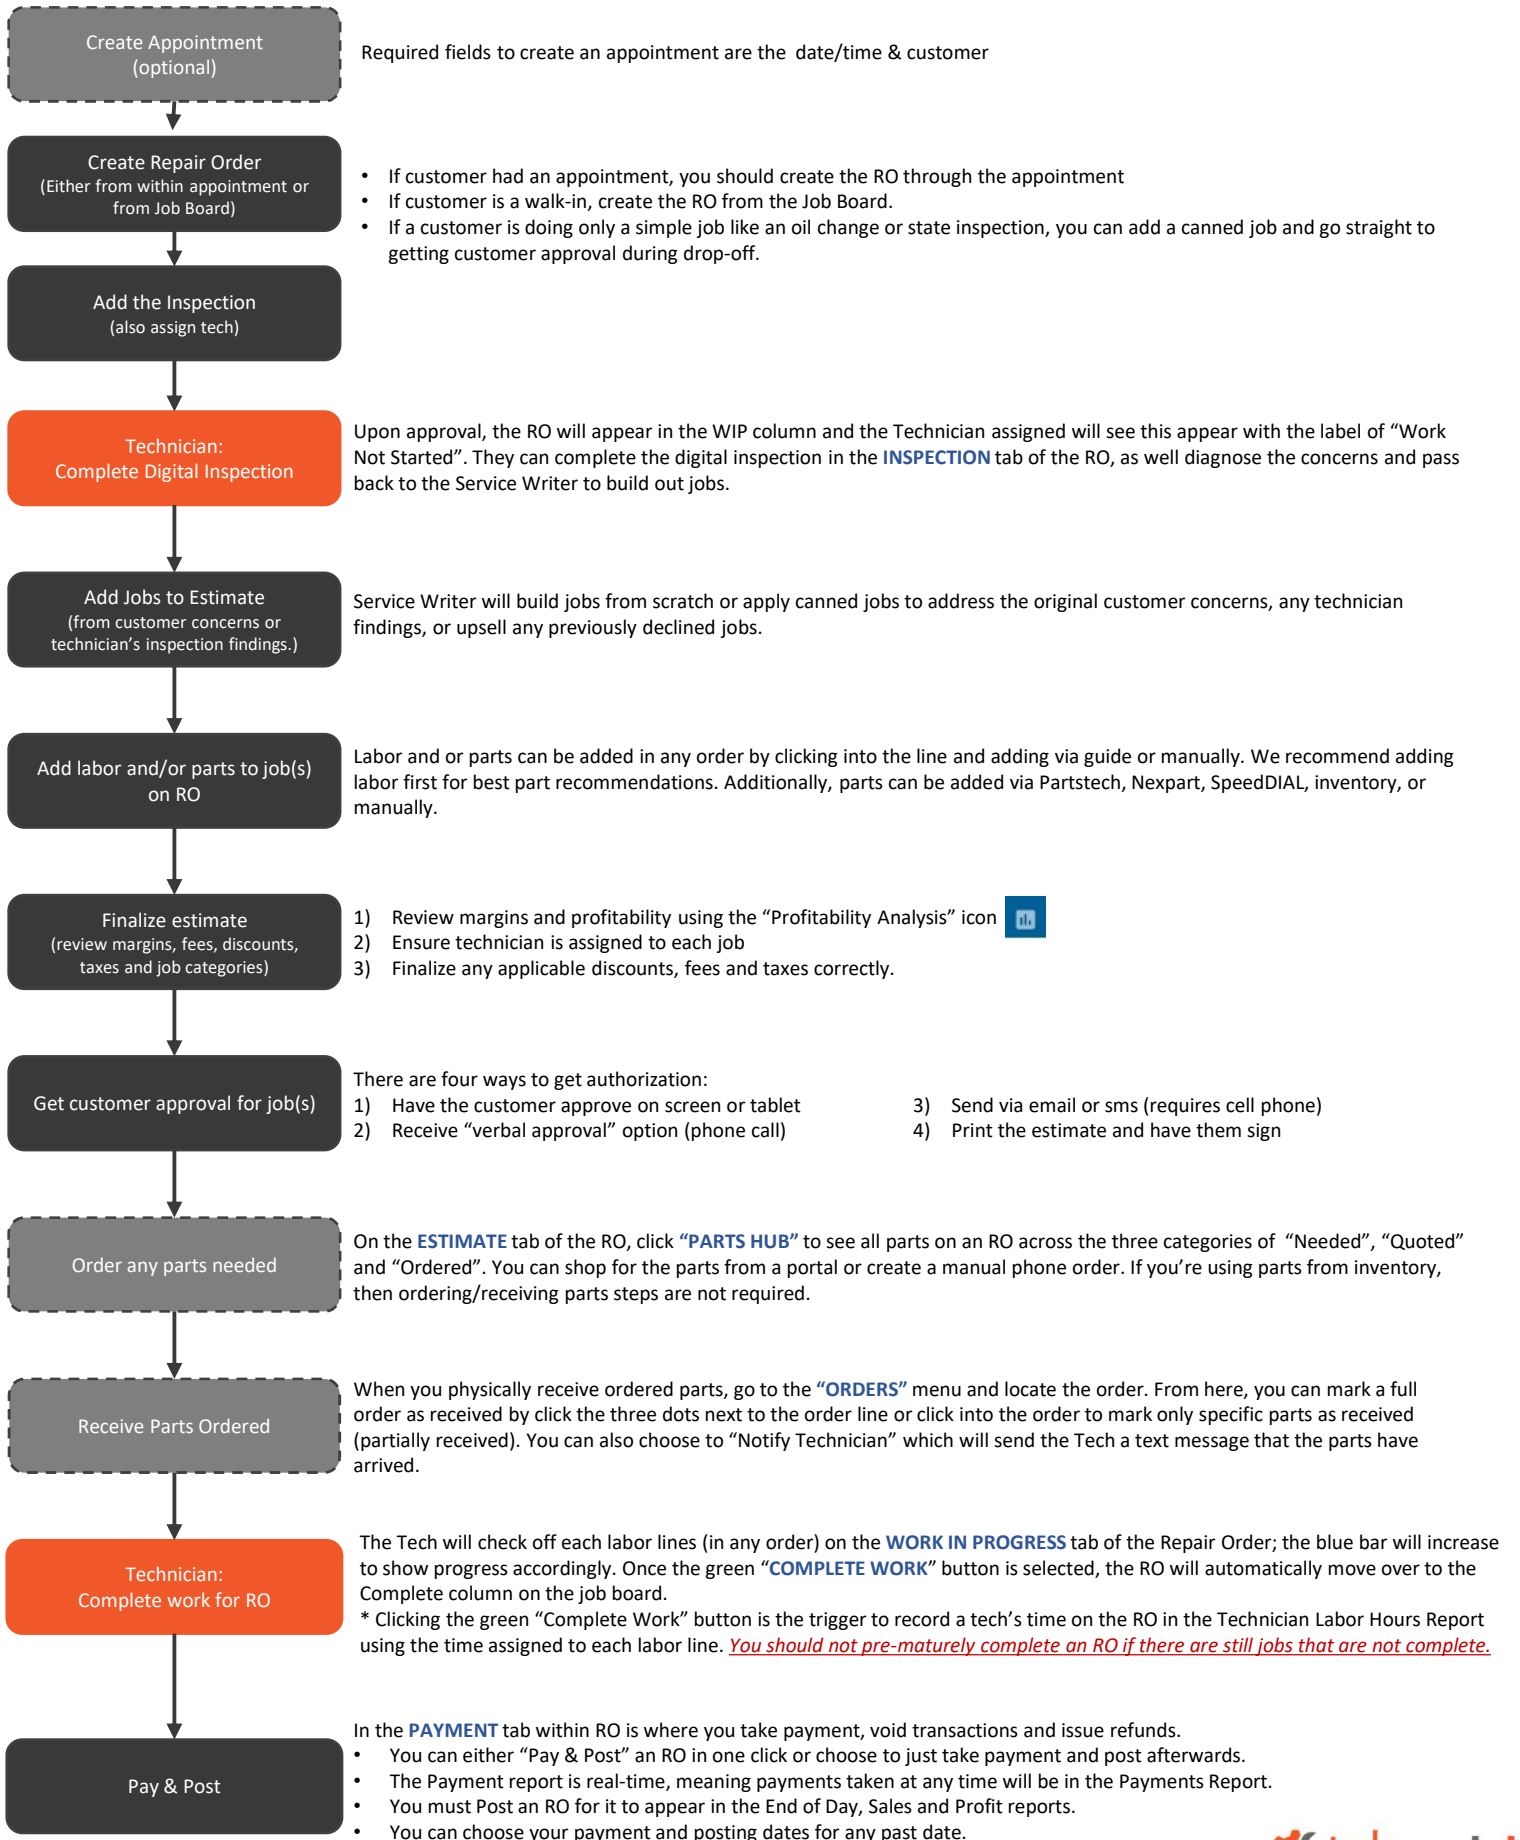 Create Appointment
(optional)
Required fields to create an appointment are the date/time & customer
Create Repair Order
(Either from within appointment or
from Job Board)
• If customer had an appointment, you should create the RO through the appointment
• If customer is a walk-in, create the RO from the Job Board.
• If a customer is doing only a simple job like an oil change or state inspection, you can add a canned job and go straight to
getting customer approval during drop-off.
Add the Inspection
(also assign tech)
Technician:
Complete Digital Inspection
Upon approval, the RO will appear in the WIP column and the Technician assigned will see this appear with the label of “Work
Not Started”. They can complete the digital inspection in the INSPECTION tab of the RO, as well diagnose the concerns and pass
back to the Service Writer to build out jobs.
Add Jobs to Estimate
(from customer concerns or
technician’s inspection findings.)
Service Writer will build jobs from scratch or apply canned jobs to address the original customer concerns, any technician
findings, or upsell any previously declined jobs.
Add labor and/or parts to job(s)
on RO
Labor and or parts can be added in any order by clicking into the line and adding via guide or manually. We recommend adding
labor first for best part recommendations. Additionally, parts can be added via Partstech, Nexpart, SpeedDIAL, inventory, or
manually.
Finalize estimate
(review margins, fees, discounts,
taxes and job categories)
1) Review margins and profitability using the “Profitability Analysis” icon
2) Ensure technician is assigned to each job
3) Finalize any applicable discounts, fees and taxes correctly.
Get customer approval for job(s)
There are four ways to get authorization:
1) Have the customer approve on screen or tablet
2) Receive “verbal approval” option (phone call)
3) Send via email or sms (requires cell phone)
4) Print the estimate and have them sign
Order any parts needed
On the ESTIMATE tab of the RO, click “PARTS HUB” to see all parts on an RO across the three categories of “Needed”, “Quoted”
and “Ordered”. You can shop for the parts from a portal or create a manual phone order. If you’re using parts from inventory,
then ordering/receiving parts steps are not required.
Receive Parts Ordered
When you physically receive ordered parts, go to the “ORDERS” menu and locate the order. From here, you can mark a full
order as received by click the three dots next to the order line or click into the order to mark only specific parts as received
(partially received). You can also choose to “Notify Technician” which will send the Tech a text message that the parts have
arrived.
Technician:
Complete work for RO
The Tech will check off each labor lines (in any order) on the WORK IN PROGRESS tab of the Repair Order; the blue bar will increase
to show progress accordingly. Once the green “COMPLETE WORK” button is selected, the RO will automatically move over to the
Complete column on the job board.
* Clicking the green “Complete Work” button is the trigger to record a tech’s time on the RO in the Technician Labor Hours Report
using the time assigned to each labor line. You should not pre-maturely complete an RO if there are still jobs that are not complete.
Pay & Post
In the PAYMENT tab within RO is where you take payment, void transactions and issue refunds.
• You can either “Pay & Post” an RO in one click or choose to just take payment and post afterwards.
• The Payment report is real-time, meaning payments taken at any time will be in the Payments Report.
• You must Post an RO for it to appear in the End of Day, Sales and Profit reports.
• You can choose your payment and posting dates for any past date.